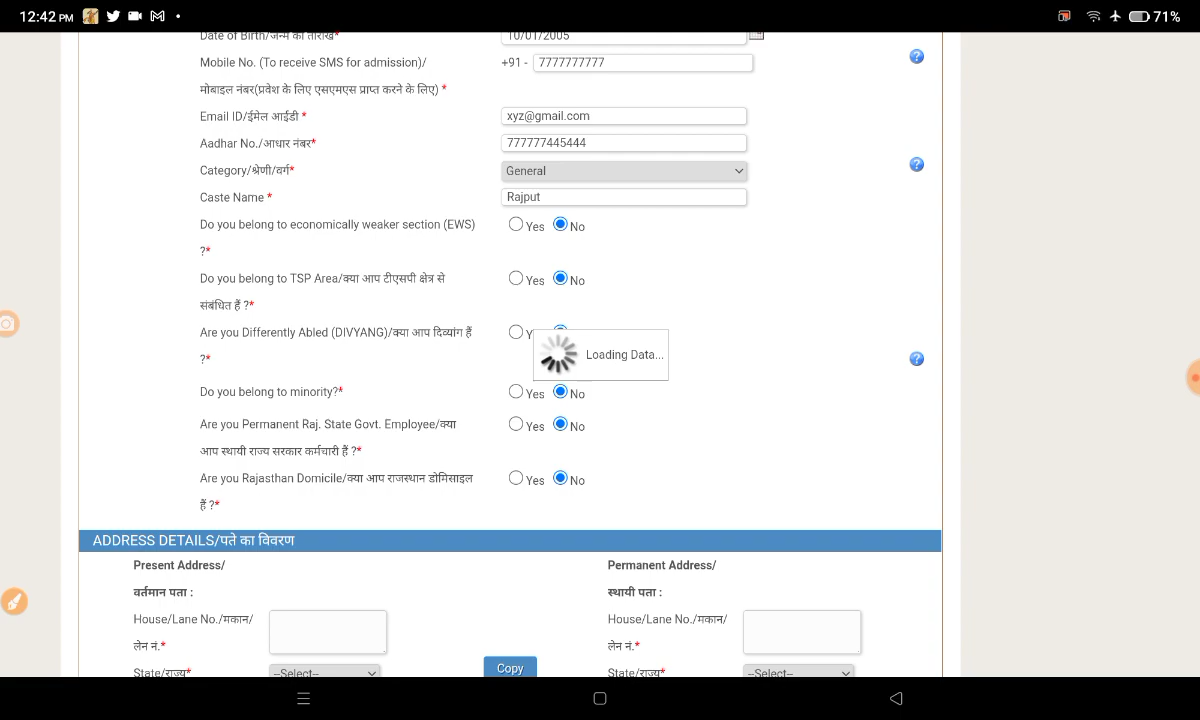 12:42 PM
71%
Date of Birth/जन्म की तारीख*
10/01/2005
Mobile No. (To receive SMS for admission)/
+91 -
7777777777
मोबाइल नंबर(प्रवेश के लिए एसएमएस प्राप्त करने के लिए) *
Email ID/ईमेल आईडी *
xyz@gmail.com
Aadhar No./आधार नंबर*
777777445444
Category/श्रेणी/वर्ग*
General
Caste Name *
Rajput
Do you belong to economically weaker section (EWS)
Yes No
?*
Do you belong to TSP Area/क्या आप टीएसपी क्षेत्र से
Yes No
संबंधित हैं ?*
Are you Differently Abled (DIVYANG)/क्या आप दिव्यांग हैं
?*
Loading Data...
Do you belong to minority?*
Yes No
Are you Permanent Raj. State Govt. Employee/क्या
Yes No
आप स्थायी राज्य सरकार कर्मचारी हैं ?*
Are you Rajasthan Domicile/क्या आप राजस्थान डोमिसाइल
Yes No
हैं ?*
ADDRESS DETAILS/पते का विवरण
Present Address/
Permanent Address/
वर्तमान पता :
स्थायी पता :
House/Lane No./मकान/
House/Lane No./मकान/
लेन नं.*
लेन नं.*
Copy
State/राज्य*
--Select--
State/राज्य*
--Select--